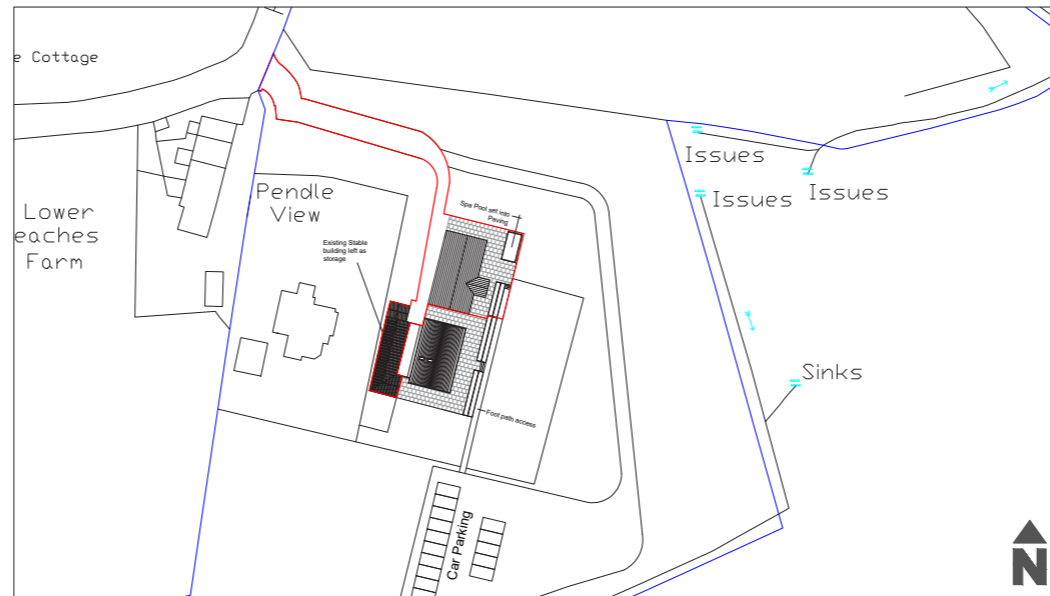 e Cottage
Issues
Issues
Issues
Pendle
View
Lower
eaches
Farm
Spa Pool set into
Paving
Existing Stable
building left as
storage
Sinks
Foot path access
Car Parking
N